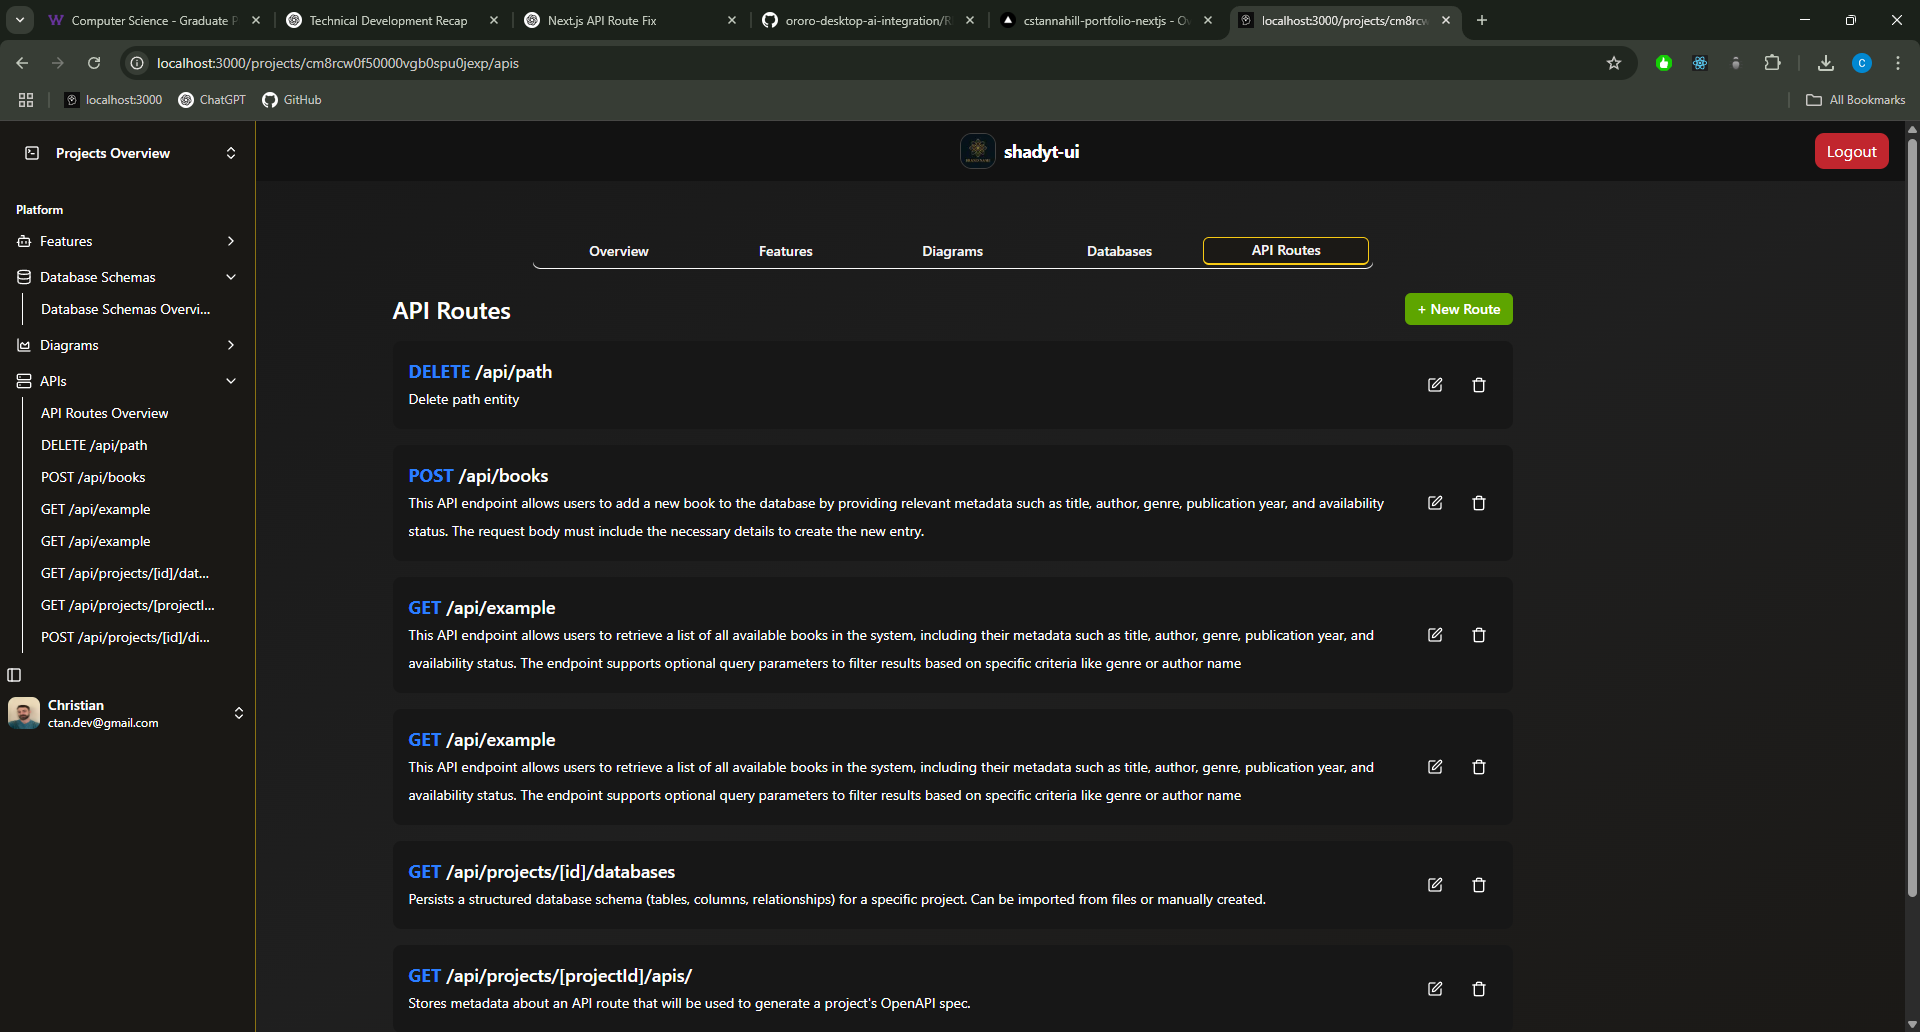 Computer Science - Graduate P
Technical Development Recap
Next.js API Route Fix
ororo-desktop-ai-integration/R
cstannahill-portfolio-nextjs - Ov
localhost:3000/projects/cm8rcw
localhost:3000/projects/cm8rcw0f50000vgb0spu0jexp/apis
C
localhost:3000
ChatGPT
GitHub
All Bookmarks
Projects Overview
shadyt-ui
Logout
Platform
Features
Database Schemas
Database Schemas Overvi...
Diagrams
APIs
API Routes Overview
DELETE /api/path
POST /api/books
GET /api/example
GET /api/example
GET /api/projects/[id]/dat...
GET /api/projects/[projectI...
POST /api/projects/[id]/di...
Christian
ctan.dev@gmail.com
Overview
Features
Diagrams
Databases
API Routes
API Routes
+ New Route
DELETE /api/path
Delete path entity
POST /api/books
This API endpoint allows users to add a new book to the database by providing relevant metadata such as title, author, genre, publication year, and availability
status. The request body must include the necessary details to create the new entry.
GET /api/example
This API endpoint allows users to retrieve a list of all available books in the system, including their metadata such as title, author, genre, publication year, and
availability status. The endpoint supports optional query parameters to filter results based on specific criteria like genre or author name
GET /api/example
This API endpoint allows users to retrieve a list of all available books in the system, including their metadata such as title, author, genre, publication year, and
availability status. The endpoint supports optional query parameters to filter results based on specific criteria like genre or author name
GET /api/projects/[id]/databases
Persists a structured database schema (tables, columns, relationships) for a specific project. Can be imported from files or manually created.
GET /api/projects/[projectId]/apis/
Stores metadata about an API route that will be used to generate a project's OpenAPI spec.